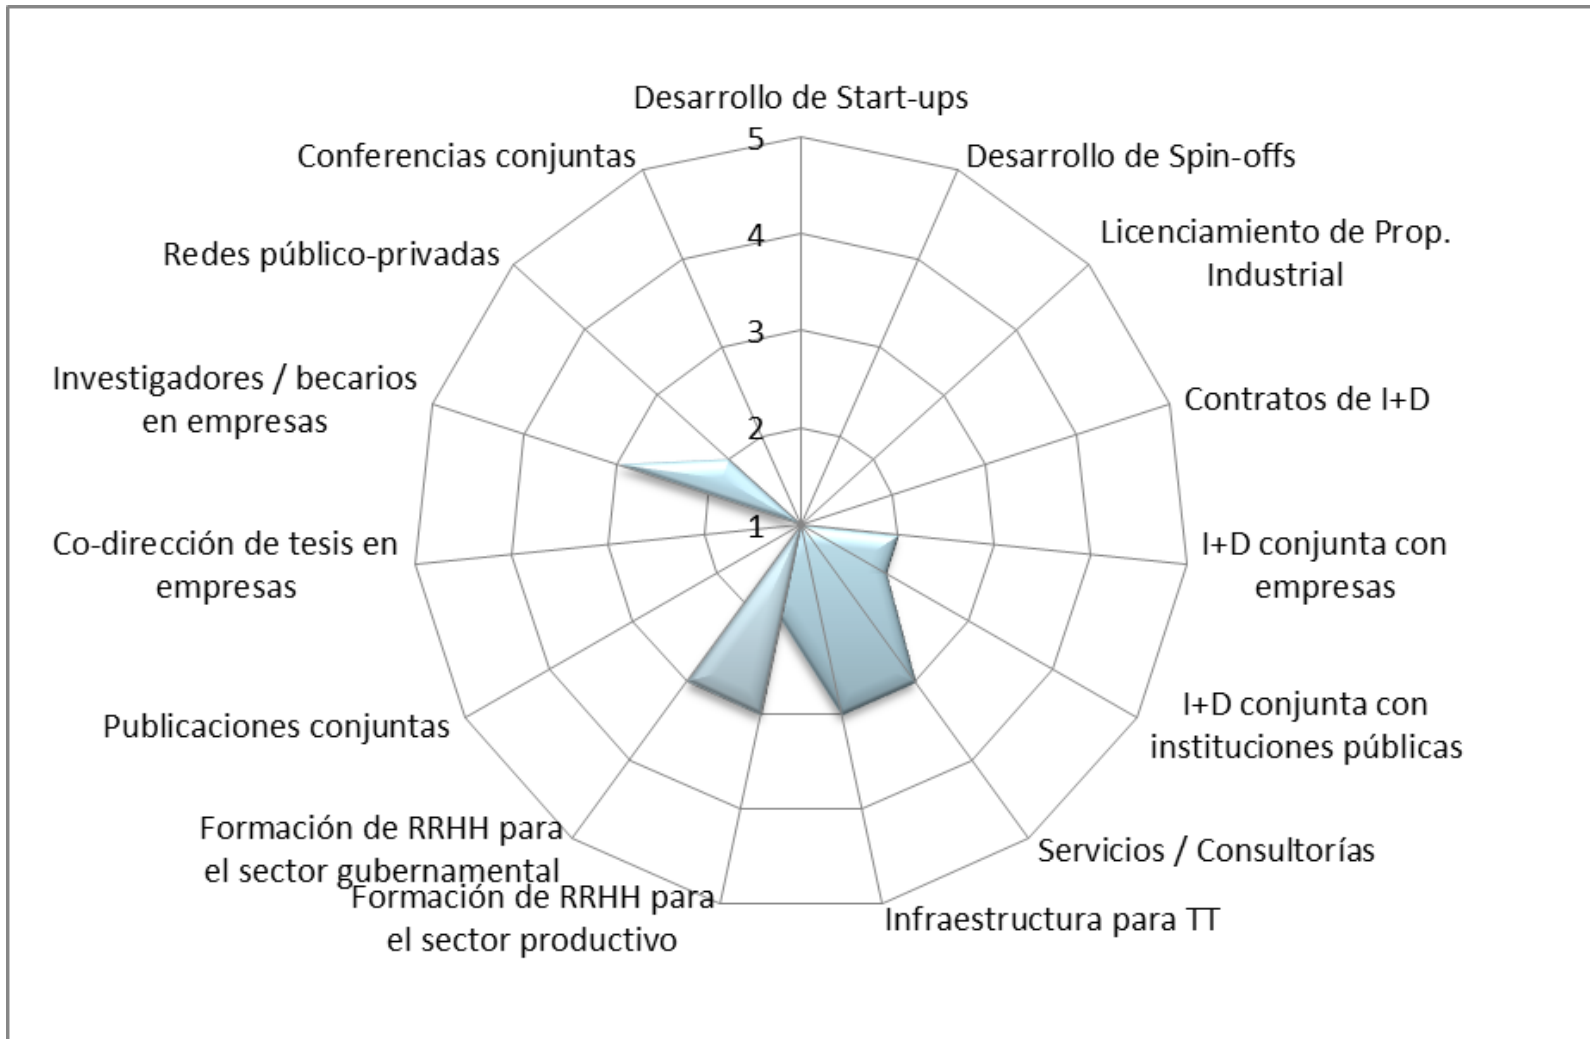 Desarrollo de Start-ups
Desarrollo de Spin-offs
Licenciamiento de Prop.
Industrial
Contratos de I+D
I+D conjunta con
empresas
I+D conjunta con
instituciones públicas
Servicios / Consultorías
Infraestructura para TT
Formación de RRHH para
el sector productivo
Formación de RRHH para
el sector gubernamental
Publicaciones conjuntas
Co-dirección de tesis en
empresas
Investigadores / becarios
en empresas
Redes público-privadas
Conferencias conjuntas
5
4
3
2
1